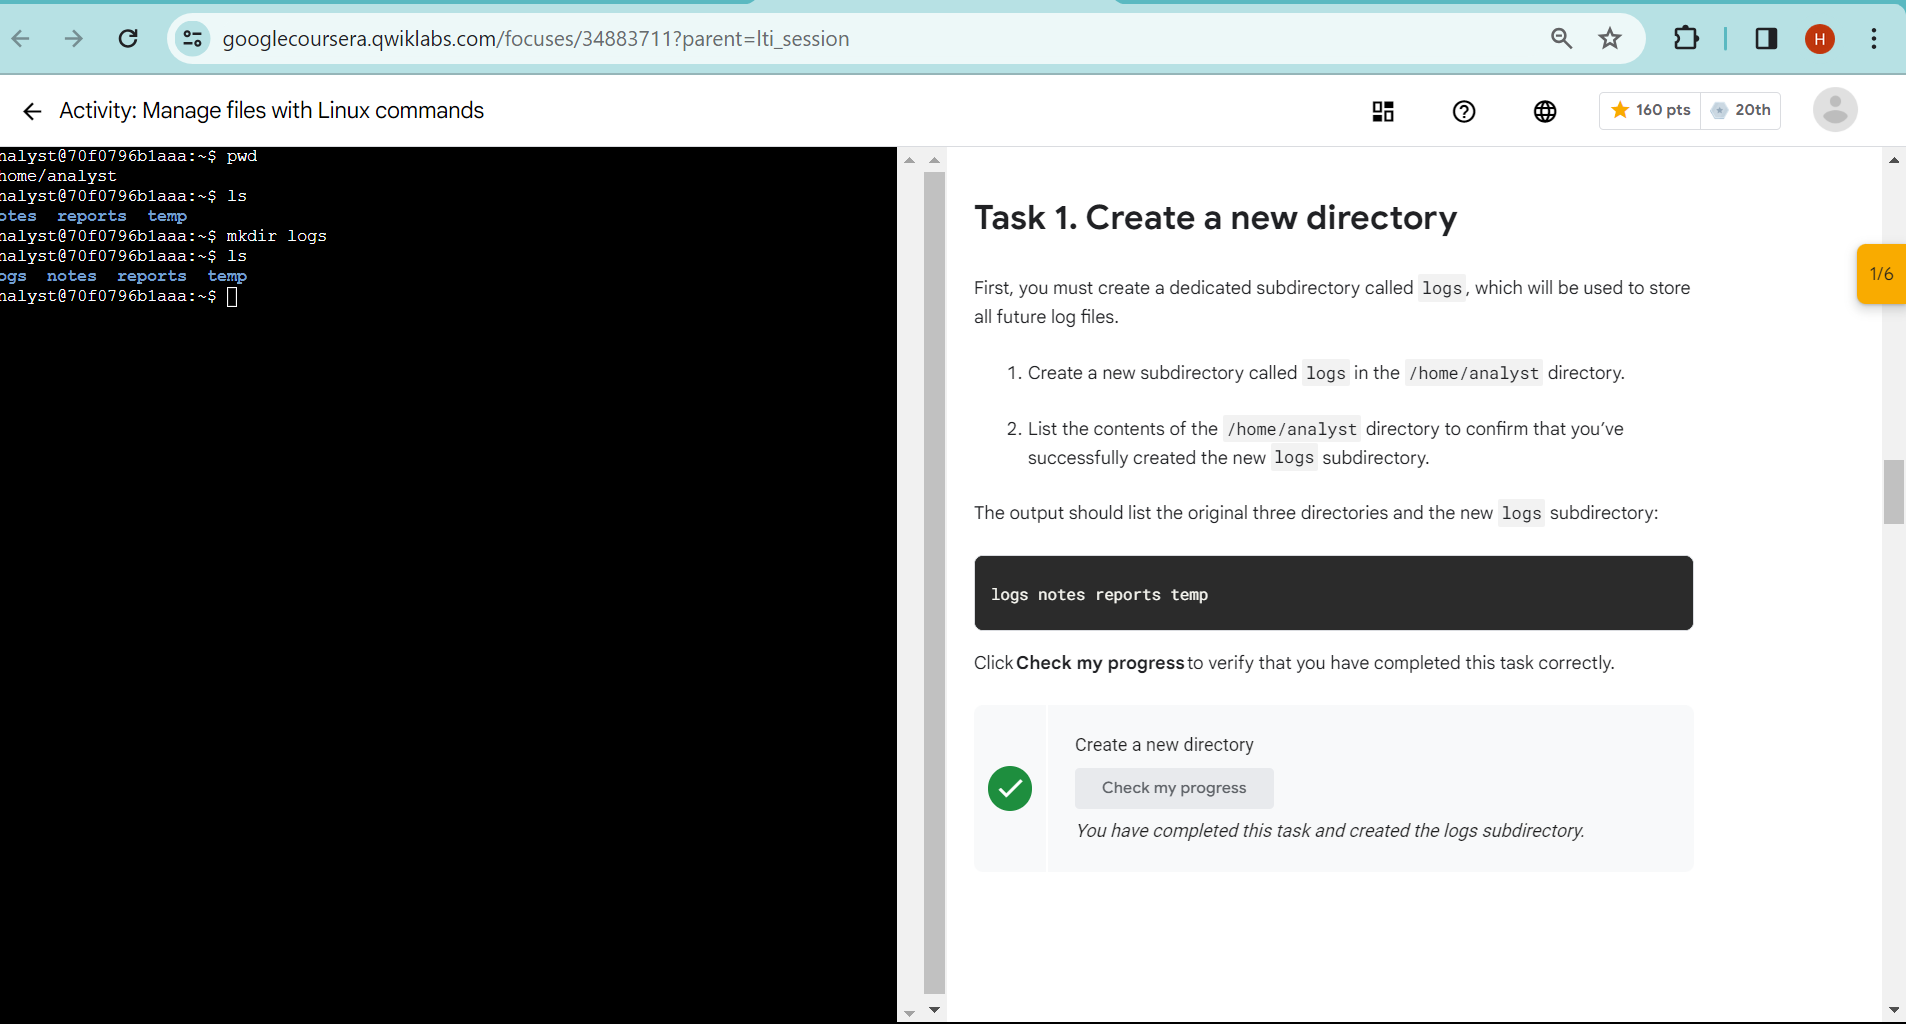 googlecoursera.qwiklabs.com/focuses/34883711?parent=lti_session
H
Activity: Manage files with Linux commands
160 pts
20th
nalyst@70f0796b1aaa:~$ pwd
home/analyst
nalyst@70f0796b1aaa:~$ ls
otes reports temp
nalyst@70f0796b1aaa:~$ mkdir logs
nalyst@70f0796b1aaa:~$ ls
ogs notes reports temp
nalyst@70f0796b1aaa:~$
Task 1. Create a new directory
1/6
First, you must create a dedicated subdirectory called logs, which will be used to store
all future log files.
1. Create a new subdirectory called logs in the /home/analyst directory.
2. List the contents of the /home/analyst directory to confirm that you’ve
successfully created the new logs subdirectory.
The output should list the original three directories and the new logs subdirectory:
logs notes reports temp
Click Check my progress to verify that you have completed this task correctly.
Create a new directory
Check my progress
You have completed this task and created the logs subdirectory.